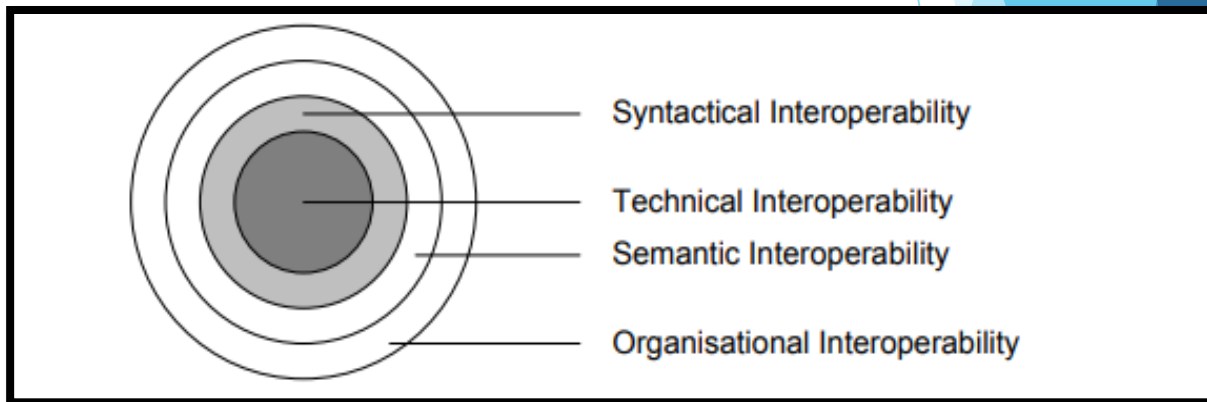 Syntactical Interoperability
Technical Interoperability
Semantic Interoperability
Organisational Interoperability